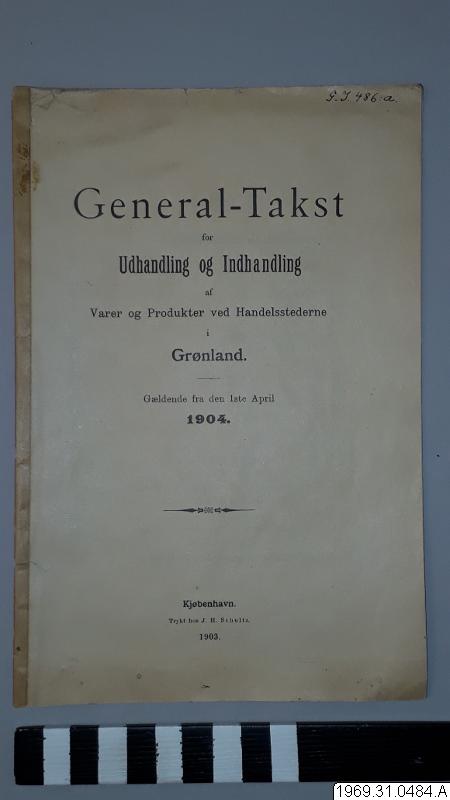 G.J. 486:a.
General-Takst
for
Udhandling og Indhandling
af
Varer og Produkter ved Handelsstederne
i
Grønland.
Gældende fra den 1ste April
1904.
Kjøbenhavn.
Trykt hos J. H. Schultz.
1903.
1969.31.0484.A